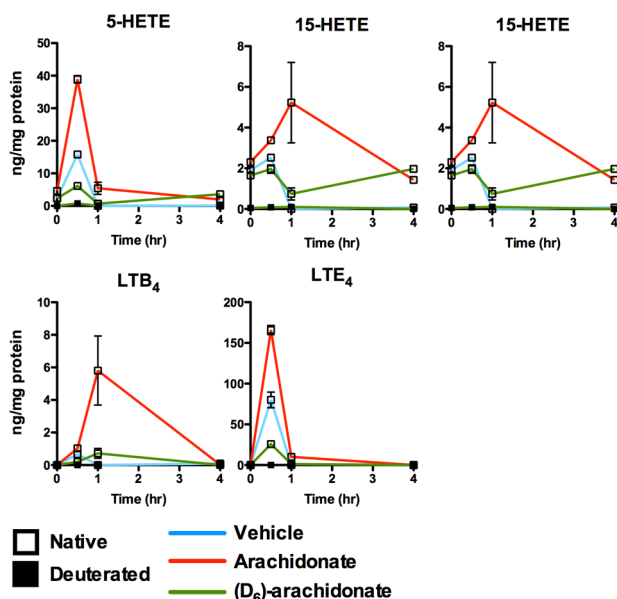 5-HETE
15-HETE
15-HETE
ng/mg protein
50
40
30
20
10
0
0 1 2 3 4
Time (hr)
8
6
4
2
0
0 1 2 3 4
Time (hr)
8
6
4
2
0
0 1 2 3 4
Time (hr)
LTB4
LTE4
ng/mg protein
10
8
6
4
2
0
0 1 2 3 4
Time (hr)
200
150
100
50
0
0 1 2 3 4
Time (hr)
Native
Deuterated
Vehicle
Arachidonate
(D6)-arachidonate